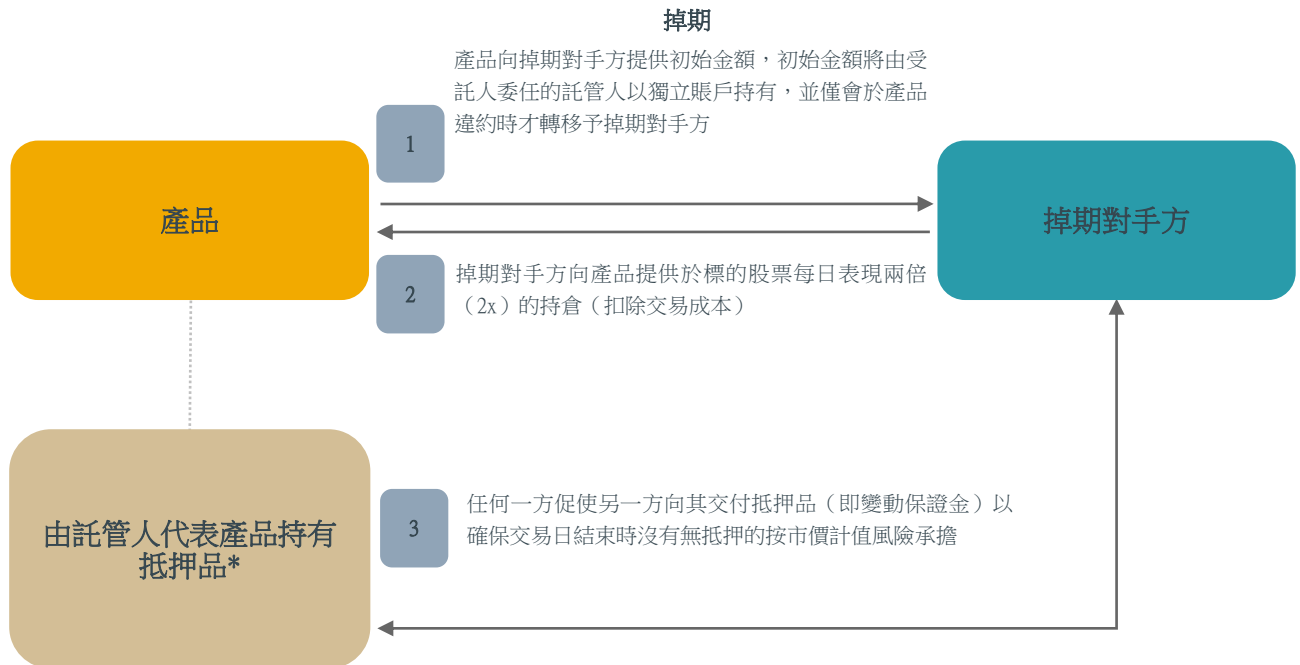 掉期
產品向掉期對手方提供初始金額，初始金額將由受
託人委任的託管人以獨立賬戶持有，並僅會於產品
違約時才轉移予掉期對手方
1
產品
掉期對手方
2
掉期對手方向產品提供於標的股票每日表現兩倍
（2x）的持倉（扣除交易成本）
由託管人代表產品持有
抵押品*
3
任何一方促使另一方向其交付抵押品（即變動保證金）以
確保交易日結束時沒有無抵押的按市價計值風險承擔